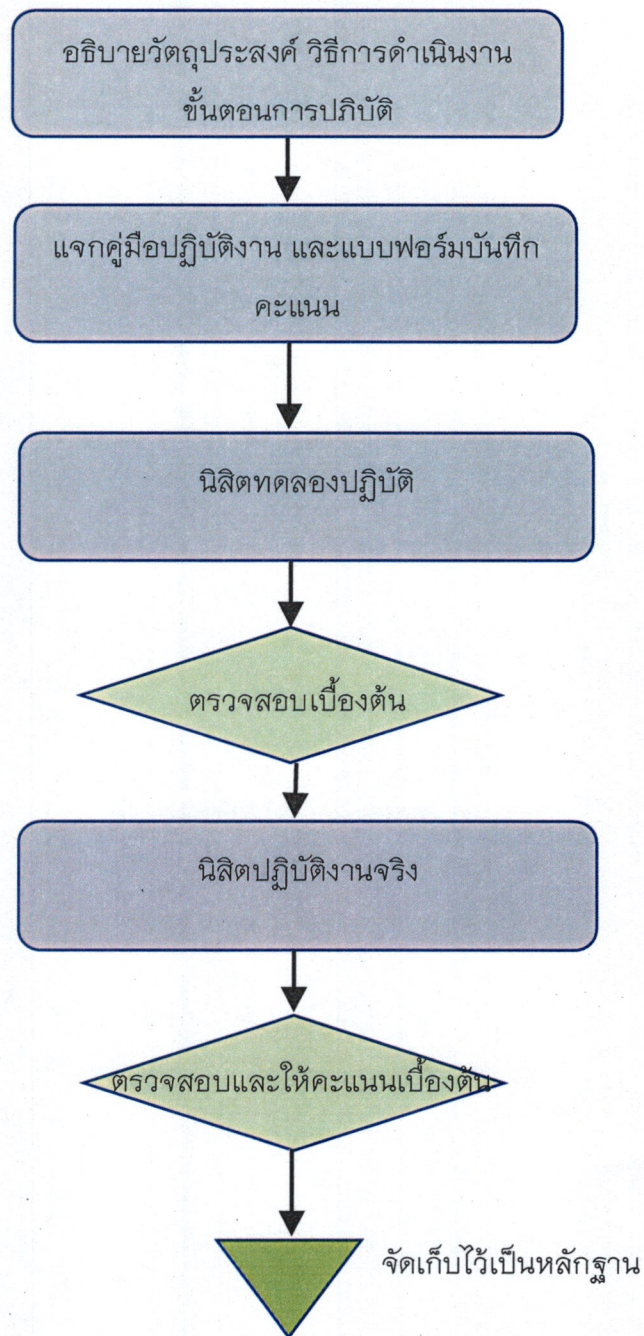 อธิบายวัตถุประสงค์ วิธีการดำเนินงาน
ขั้นตอนการปภิบัติ
แจกคู่มือปฏิบัติงาน และแบบฟอร์มบันทึก
คะแนน
นิสิตทดลองปฏิบัติ
ตรวจสอบเบื้องต้น
นิสิตปฏิบัติงานจริง
ตรวจสอบและให้คะแนนเบื้องต้น
จัดเก็บไว้เป็นหลักฐาน